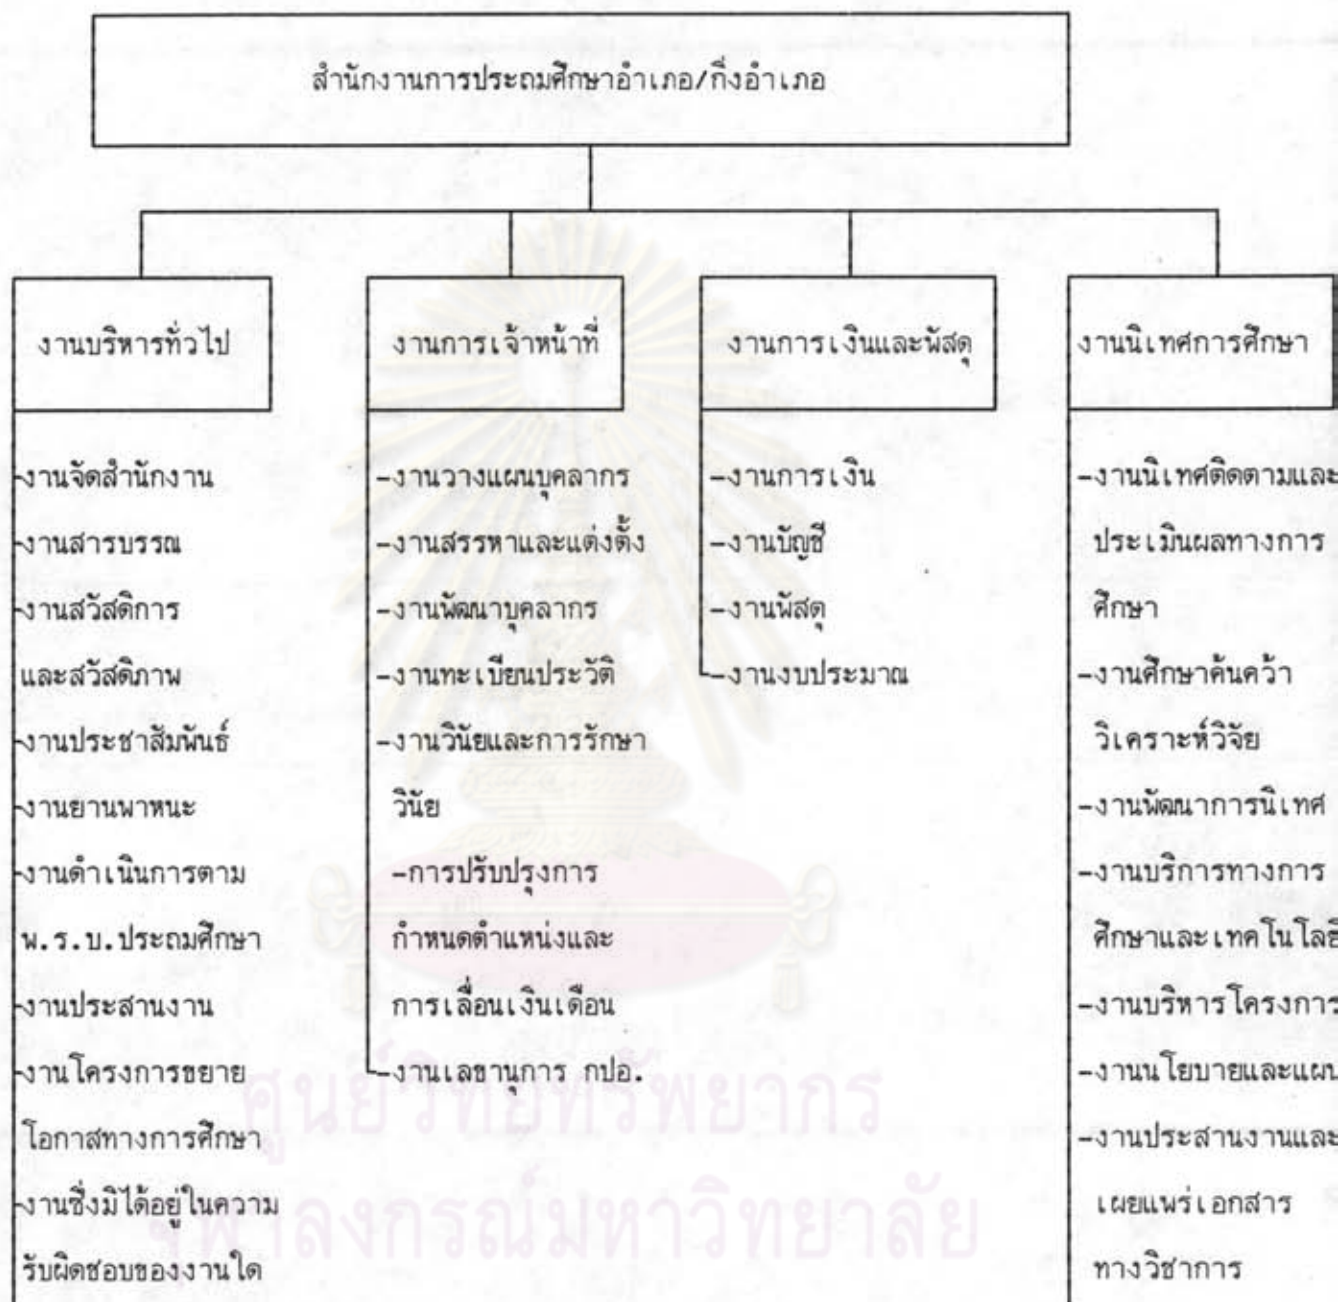 สำนักงานการประถมศึกษาอำเภอ/กิ่งอำเภอ
งานบริหารทั่วไป
-งานจัดสำนักงาน
-งานสารบรรณ
-งานสวัสดิการ
และสวัสดิภาพ
-งานประชาสัมพันธ์
-งานยานพาหนะ
-งานดำเนินการตาม
พ.ร.บ.ประถมศึกษา
-งานประสานงาน
-งานโครงการขยาย
โอกาสทางการศึกษา
-งานซึ่งมิได้อยู่ในความ
รับผิดชอบของงานใด
งานการเจ้าหน้าที่
-งานวางแผนบุคลากร
-งานสรรหาและแต่งตั้ง
-งานพัฒนาบุคลากร
-งานทะเบียนประวัติ
-งานวินัยและการรักษา
วินัย
-การปรับปรุงการ
กำหนดตำแหน่งและ
การเลื่อนเงินเดือน
-งานเลขานุการ กปอ.
งานการเงินและพัสดุ
-งานการเงิน
-งานบัญชี
-งานพัสดุ
-งานงบประมาณ
งานนิเทศการศึกษา
-งานนิเทศติดตามและ
ประเมินผลทางการ
ศึกษา
-งานศึกษาค้นคว้า
วิเคราะห์วิจัย
-งานพัฒนาการนิเทศ
-งานบริการทางการ
ศึกษาและเทคโนโลยี
-งานบริหารโครงการ
-งานนโยบายและแผน
-งานประสานงานและ
เผยแพร่เอกสาร
ทางวิชาการ
ศูนย์วิทยทรัพยากร
จุฬาลงกรณ์มหาวิทยาลัย